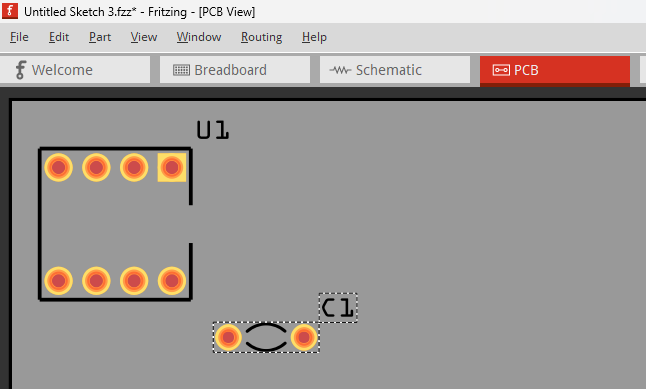 Untitled Sketch 3.fzz* - Fritzing - [PCB View]
File Edit Part View Window Routing Help
Welcome Breadboard Schematic PCB
U1
C1